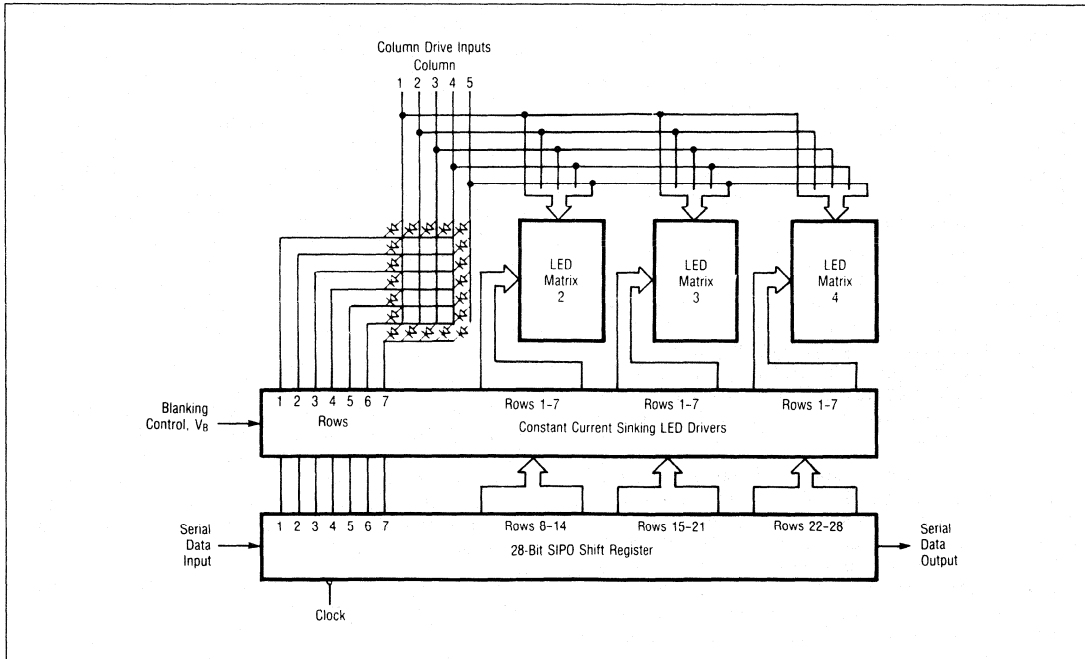 Column Drive Inputs
Column
1 2 3 4 5
LED
Matrix
2
LED
Matrix
3
LED
Matrix
4
Blanking
Control, VB
1 2 3 4 5 6 7
Rows
Rows 1–7
Rows 1–7
Rows 1–7
Constant Current Sinking LED Drivers
Serial
Data
Input
1 2 3 4 5 6 7
Rows 8–14
Rows 15–21
Rows 22–28
28-Bit SIPO Shift Register
Serial
Data
Output
Clock